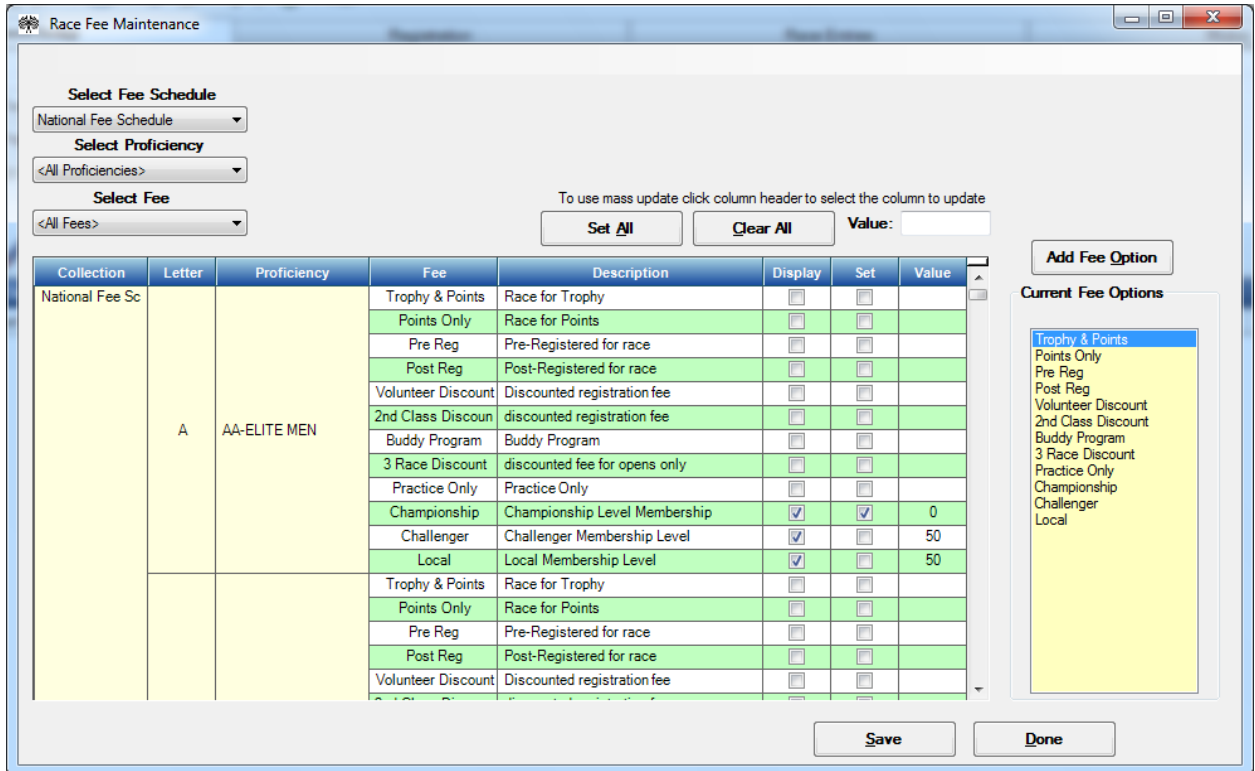 Race Fee Maintenance
Registration
Race Entries
Select Fee Schedule
National Fee Schedule
Select Proficiency
<All Proficiencies>
Select Fee
<All Fees>
To use mass update click column header to select the column to update
Set All
Clear All
Value:
Add Fee Option
Current Fee Options
Trophy & Points
Points Only
Pre Reg
Post Reg
Volunteer Discount
2nd Class Discount
Buddy Program
3 Race Discount
Practice Only
Championship
Challenger
Local
Collection Letter Proficiency Fee Description Display Set Value
National Fee Sc
A
AA-ELITE MEN
Trophy & Points Race for Trophy
Points Only Race for Points
Pre Reg Pre-Registered for race
Post Reg Post-Registered for race
Volunteer Discount Discounted registration fee
2nd Class Discoun discounted registration fee
Buddy Program Buddy Program
3 Race Discount discounted fee for opens only
Practice Only Practice Only
Championship Championship Level Membership 0
Challenger Challenger Membership Level 50
Local Local Membership Level 50
Trophy & Points Race for Trophy
Points Only Race for Points
Pre Reg Pre-Registered for race
Post Reg Post-Registered for race
Volunteer Discount Discounted registration fee
Save
Done